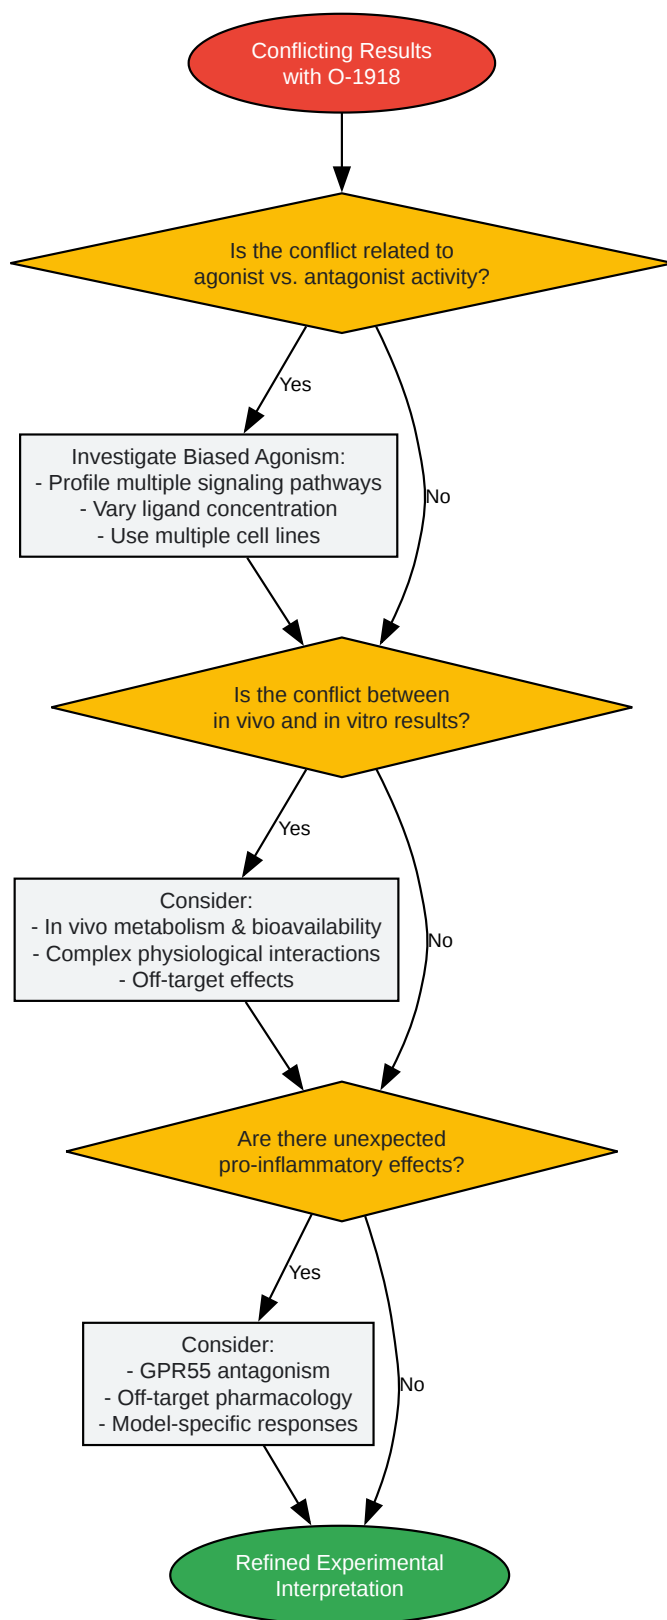 Conflicting Results
with O-1918
Is the conflict related to
agonist vs. antagonist activity?
Yes
Investigate Biased Agonism:
- Profile multiple signaling pathways
- Vary ligand concentration
- Use multiple cell lines
No
Is the conflict between
in vivo and in vitro results?
Yes
Consider:
- In vivo metabolism & bioavailability
- Complex physiological interactions
- Off-target effects
No
Are there unexpected
pro-inflammatory effects?
Yes
Consider:
- GPR55 antagonism
- Off-target pharmacology
- Model-specific responses
No
Refined Experimental
Interpretation